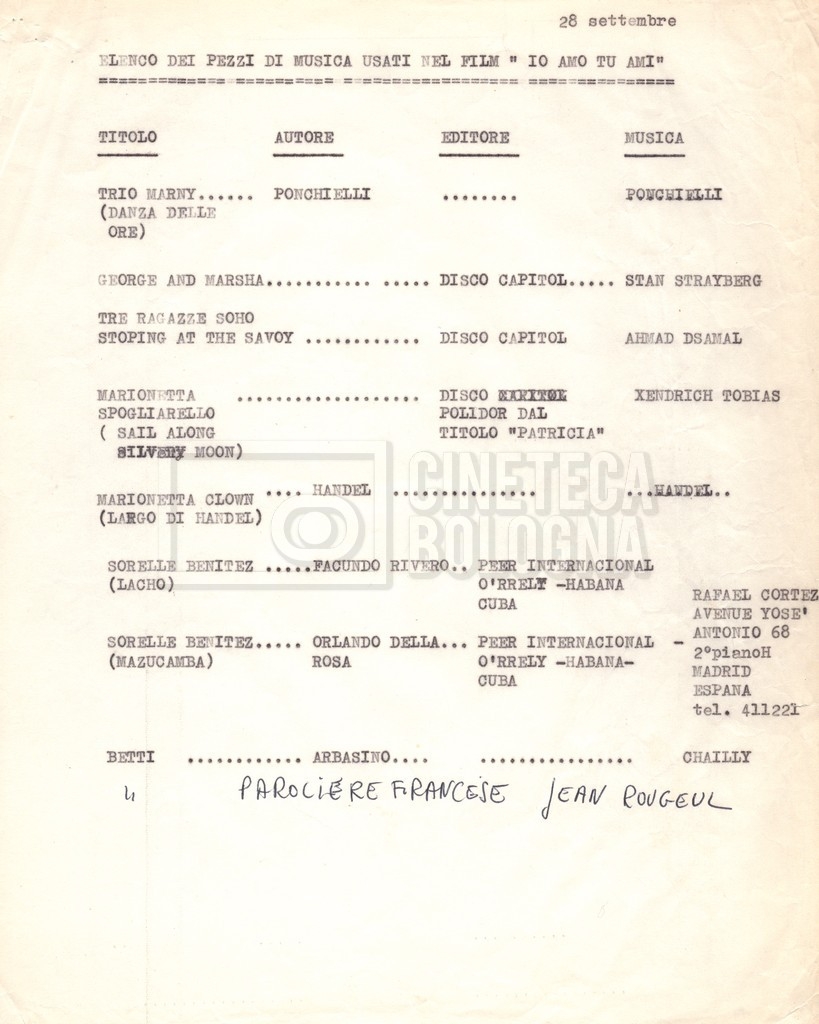 28 settembre
ELENCO DEI PEZZI DI MUSICA USATI NEL FILM " IO AMO TU AMI"
TITOLO AUTORE EDITORE MUSICA
TRIO MARNY...... PONCHIELLI ........ PONCHIELLI
(DANZA DELLE
ORE)
GEORGE AND MARSHA........... ..... DISCO CAPITOL..... STAN STRAYBERG
TRE RAGAZZE SOHO
STOPING AT THE SAVOY ............ DISCO CAPITOL AHMAD DSAMAL
MARIONETTA ................... DISCO KAPITOL XENDRICH TOBIAS
SPOGLIARELLO POLIDOR DAL
( SAIL ALONG TITOLO "PATRICIA"
SILVERY MOON)
CINETECA
BOLOGNA
MARIONETTA CLOWN .... HANDEL ............... ...HANDEL..
(LARGO DI HANDEL)
SORELLE BENITEZ .....FACUNDO RIVERO.. PEER INTERNACIONAL
(LACHO) O'RRELY -HABANA
CUBA
SORELLE BENITEZ..... ORLANDO DELLA... PEER INTERNACIONAL -
(MAZUCAMBA) ROSA O'RRELY -HABANA-
CUBA
RAFAEL CORTEZ
AVENUE YOSE'
ANTONIO 68
2°pianoH
MADRID
ESPANA
tel. 411221
BETTI ............ ARBASINO.... ................ CHAILLY
" PAROLIERE FRANCESE JEAN ROUGEUL